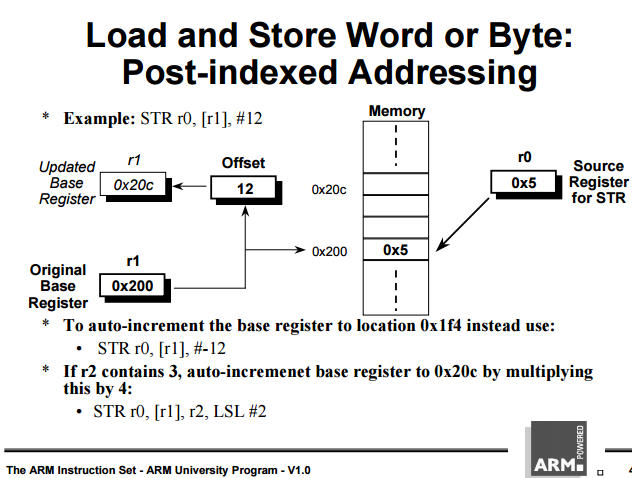 Load and Store Word or Byte:
Post-indexed Addressing
* Example: STR r0, [r1], #12
Memory
Updated
Base
Register
r1
0x20c
Offset
12
0x20c
r0
0x5
Source
Register
for STR
Original
Base
Register
r1
0x200
0x200
0x5
* To auto-increment the base register to location 0x1f4 instead use:
• STR r0, [r1], #-12
* If r2 contains 3, auto-incremenet base register to 0x20c by multiplying
this by 4:
• STR r0, [r1], r2, LSL #2
The ARM Instruction Set - ARM University Program - V1.0
ARM
POWERED